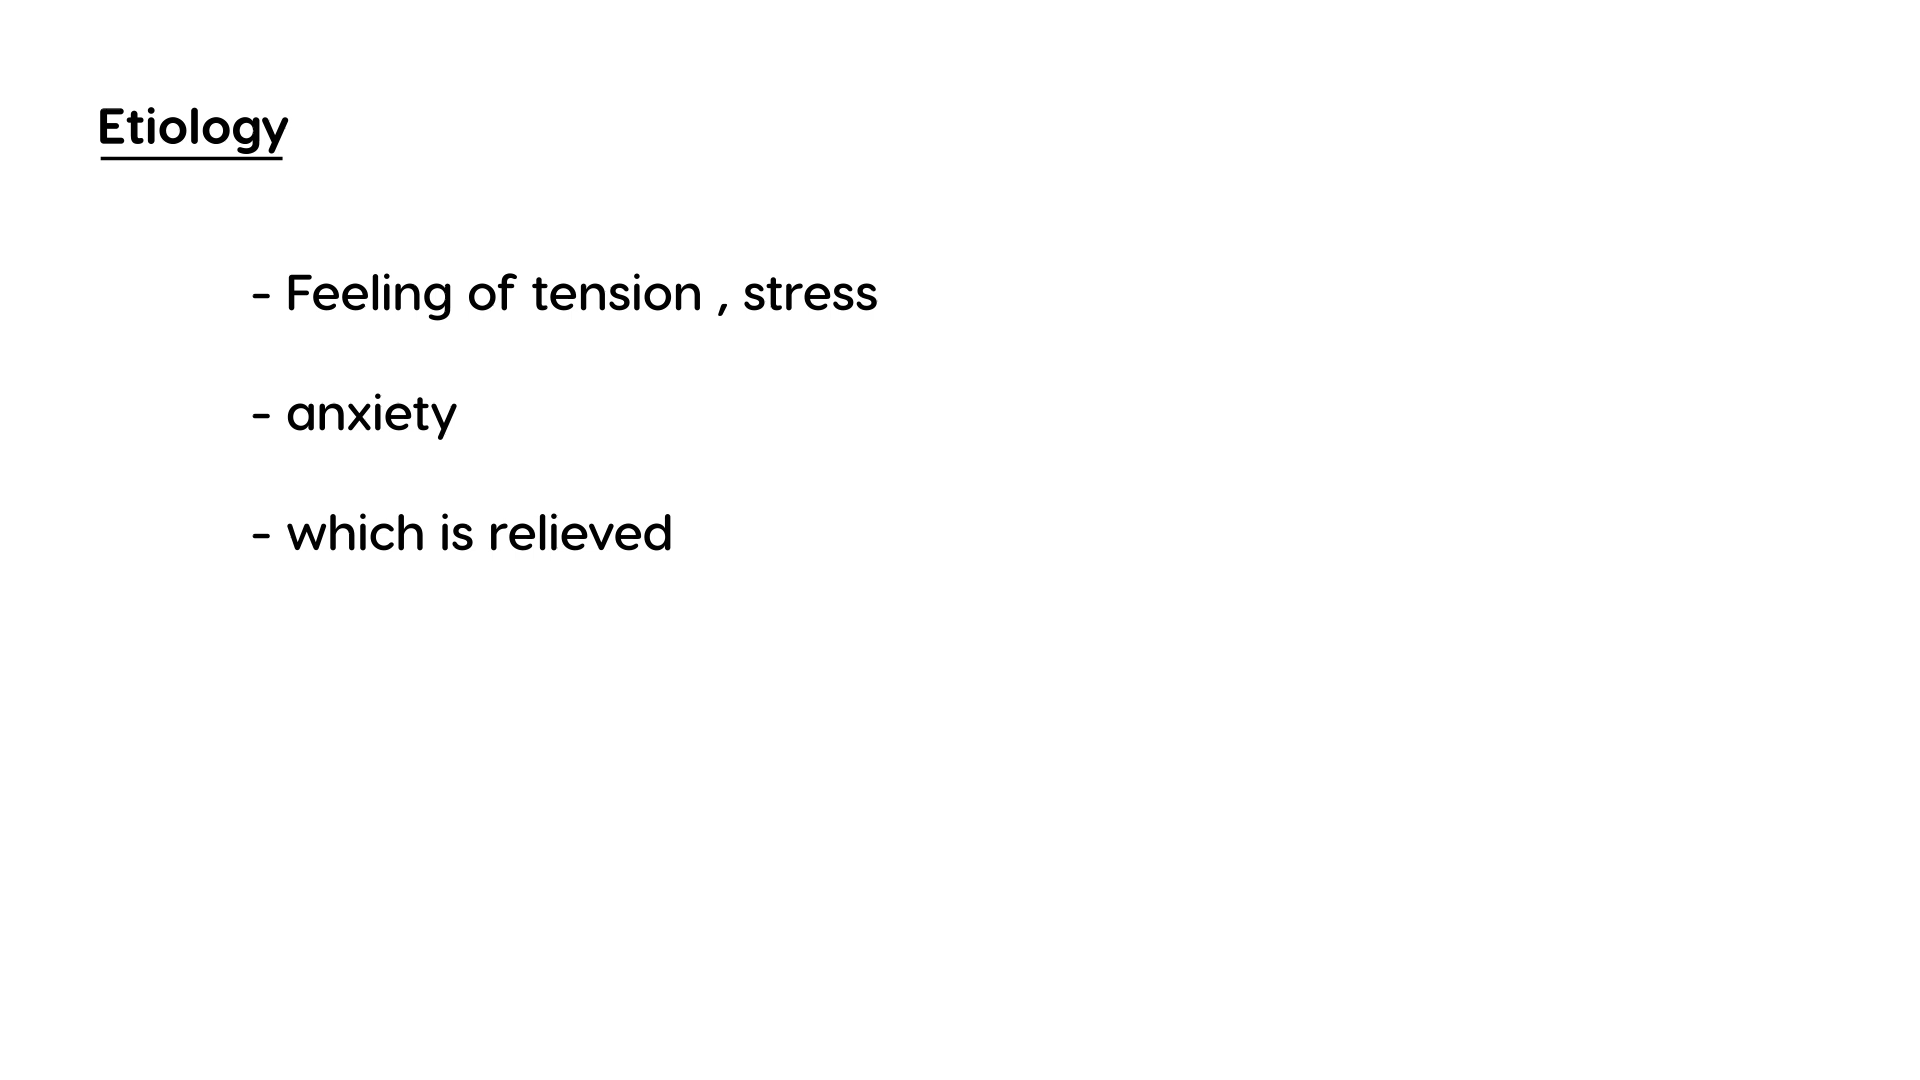 Etiology
- Feeling of tension , stress
- anxiety
- which is relieved